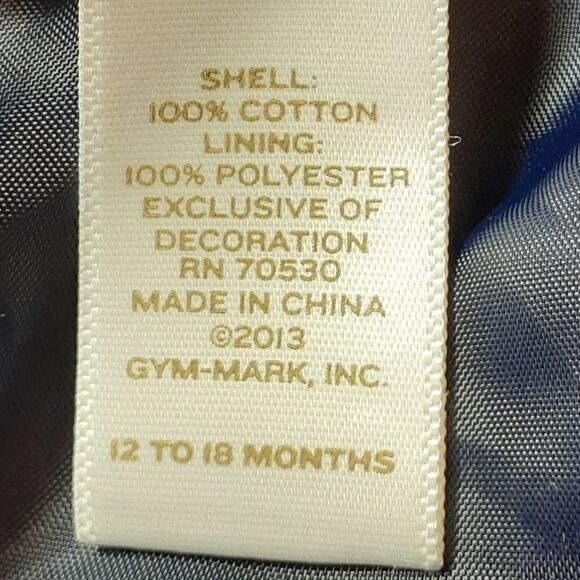 SHELL:
100% COTTON
LINING:
100% POLYESTER
EXCLUSIVE OF
DECORATION
RN 70530
MADE IN CHINA
©2013
GYM-MARK, INC.
12 TO 18 MONTHS